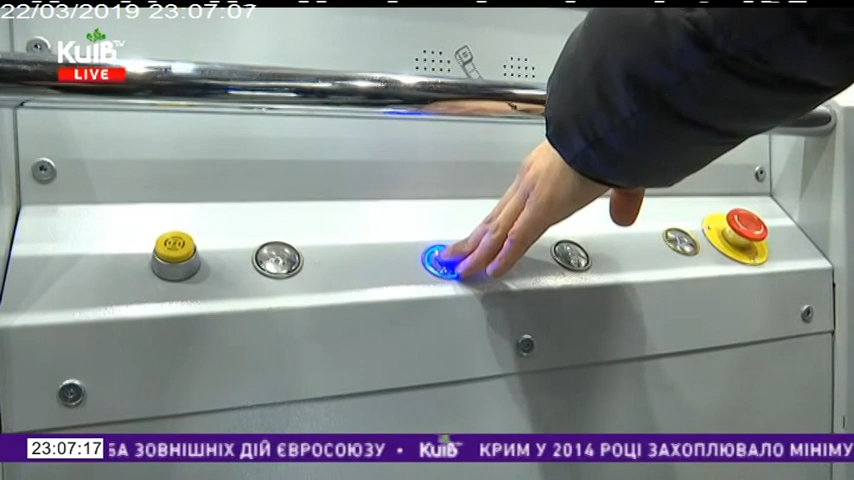 22/03/2019 23:07:07
КиЇВ TV
LIVE
23:07:17 БА ЗОВНІШНІХ ДІЙ ЄВРОСОЮЗУ • КиЇВ КРИМ У 2014 РОЦІ ЗАХОПЛЮВАЛО МІНІМУ